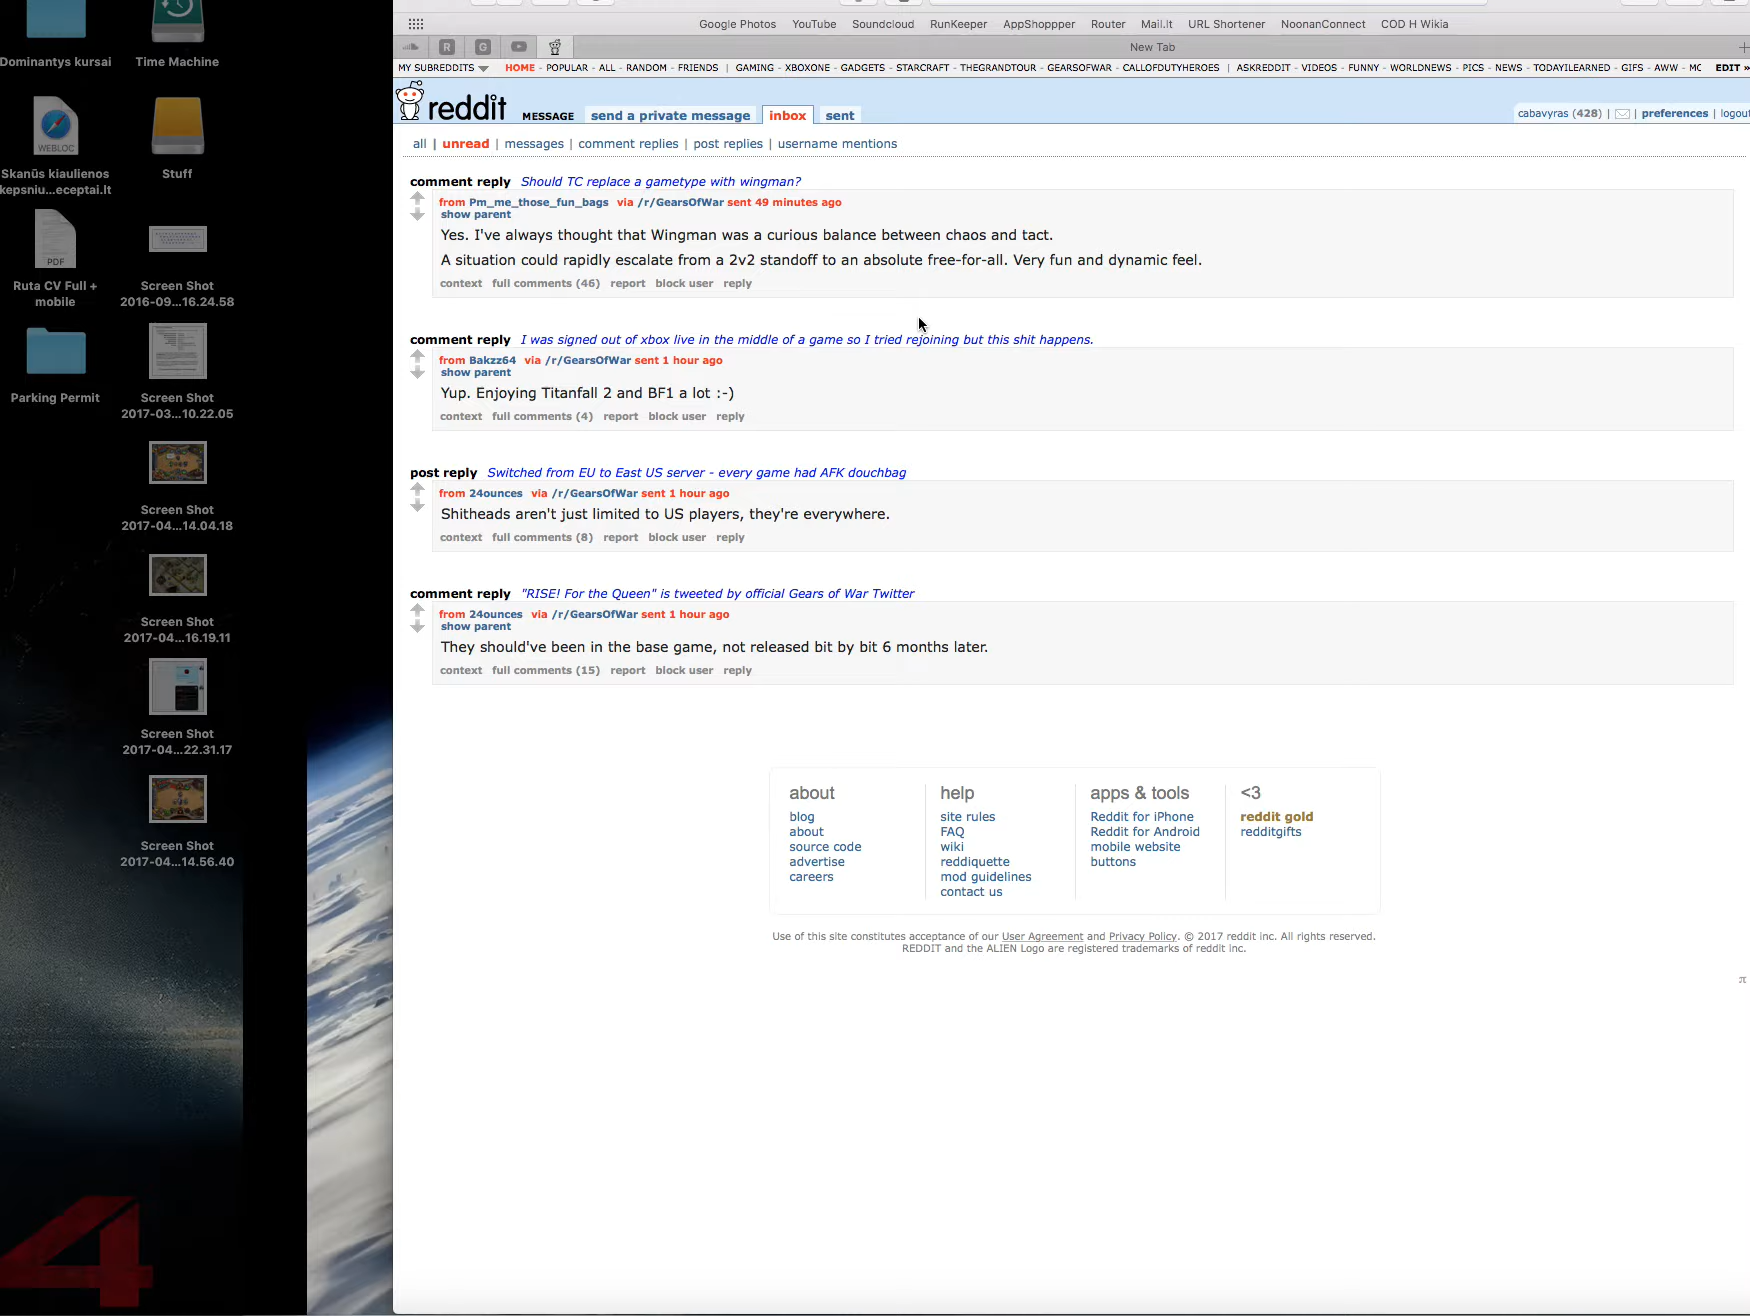 Dominantys kursai
Time Machine
WEBLOC
Skanūs kiaulienos
kepsniu...eceptai.lt
Stuff
PDF
Ruta CV Full +
mobile
Screen Shot
2016-09...16.24.58
Parking Permit
Screen Shot
2017-03...10.22.05
Screen Shot
2017-04...14.04.18
Screen Shot
2017-04...16.19.11
Screen Shot
2017-04...22.31.17
Screen Shot
2017-04...14.56.40
4
Google Photos YouTube Soundcloud RunKeeper AppShoppper Router Mail.lt URL Shortener NoonanConnect COD H Wikia
R G New Tab
MY SUBREDDITS HOME - POPULAR - ALL - RANDOM - FRIENDS | GAMING - XBOXONE - GADGETS - STARCRAFT - THEGRANDTOUR - GEARSOFWAR - CALLOFDUTYHEROES | ASKREDDIT - VIDEOS - FUNNY - WORLDNEWS - PICS - NEWS - TODAYILEARNED - GIFS - AWW - MC EDIT »
reddit MESSAGE send a private message inbox sent
cabavyras (428) | preferences | logout
all | unread | messages | comment replies | post replies | username mentions
comment reply Should TC replace a gametype with wingman?
from Pm_me_those_fun_bags via /r/GearsOfWar sent 49 minutes ago
show parent
Yes. I've always thought that Wingman was a curious balance between chaos and tact.
A situation could rapidly escalate from a 2v2 standoff to an absolute free-for-all. Very fun and dynamic feel.
context full comments (46) report block user reply
comment reply I was signed out of xbox live in the middle of a game so I tried rejoining but this shit happens.
from Bakzz64 via /r/GearsOfWar sent 1 hour ago
show parent
Yup. Enjoying Titanfall 2 and BF1 a lot :-)
context full comments (4) report block user reply
post reply Switched from EU to East US server - every game had AFK douchbag
from 24ounces via /r/GearsOfWar sent 1 hour ago
Shitheads aren't just limited to US players, they're everywhere.
context full comments (8) report block user reply
comment reply "RISE! For the Queen" is tweeted by official Gears of War Twitter
from 24ounces via /r/GearsOfWar sent 1 hour ago
show parent
They should've been in the base game, not released bit by bit 6 months later.
context full comments (15) report block user reply
about
blog
about
source code
advertise
careers
help
site rules
FAQ
wiki
reddiquette
mod guidelines
contact us
apps & tools
Reddit for iPhone
Reddit for Android
mobile website
buttons
<3
reddit gold
redditgifts
Use of this site constitutes acceptance of our User Agreement and Privacy Policy. © 2017 reddit inc. All rights reserved.
REDDIT and the ALIEN Logo are registered trademarks of reddit inc.
π